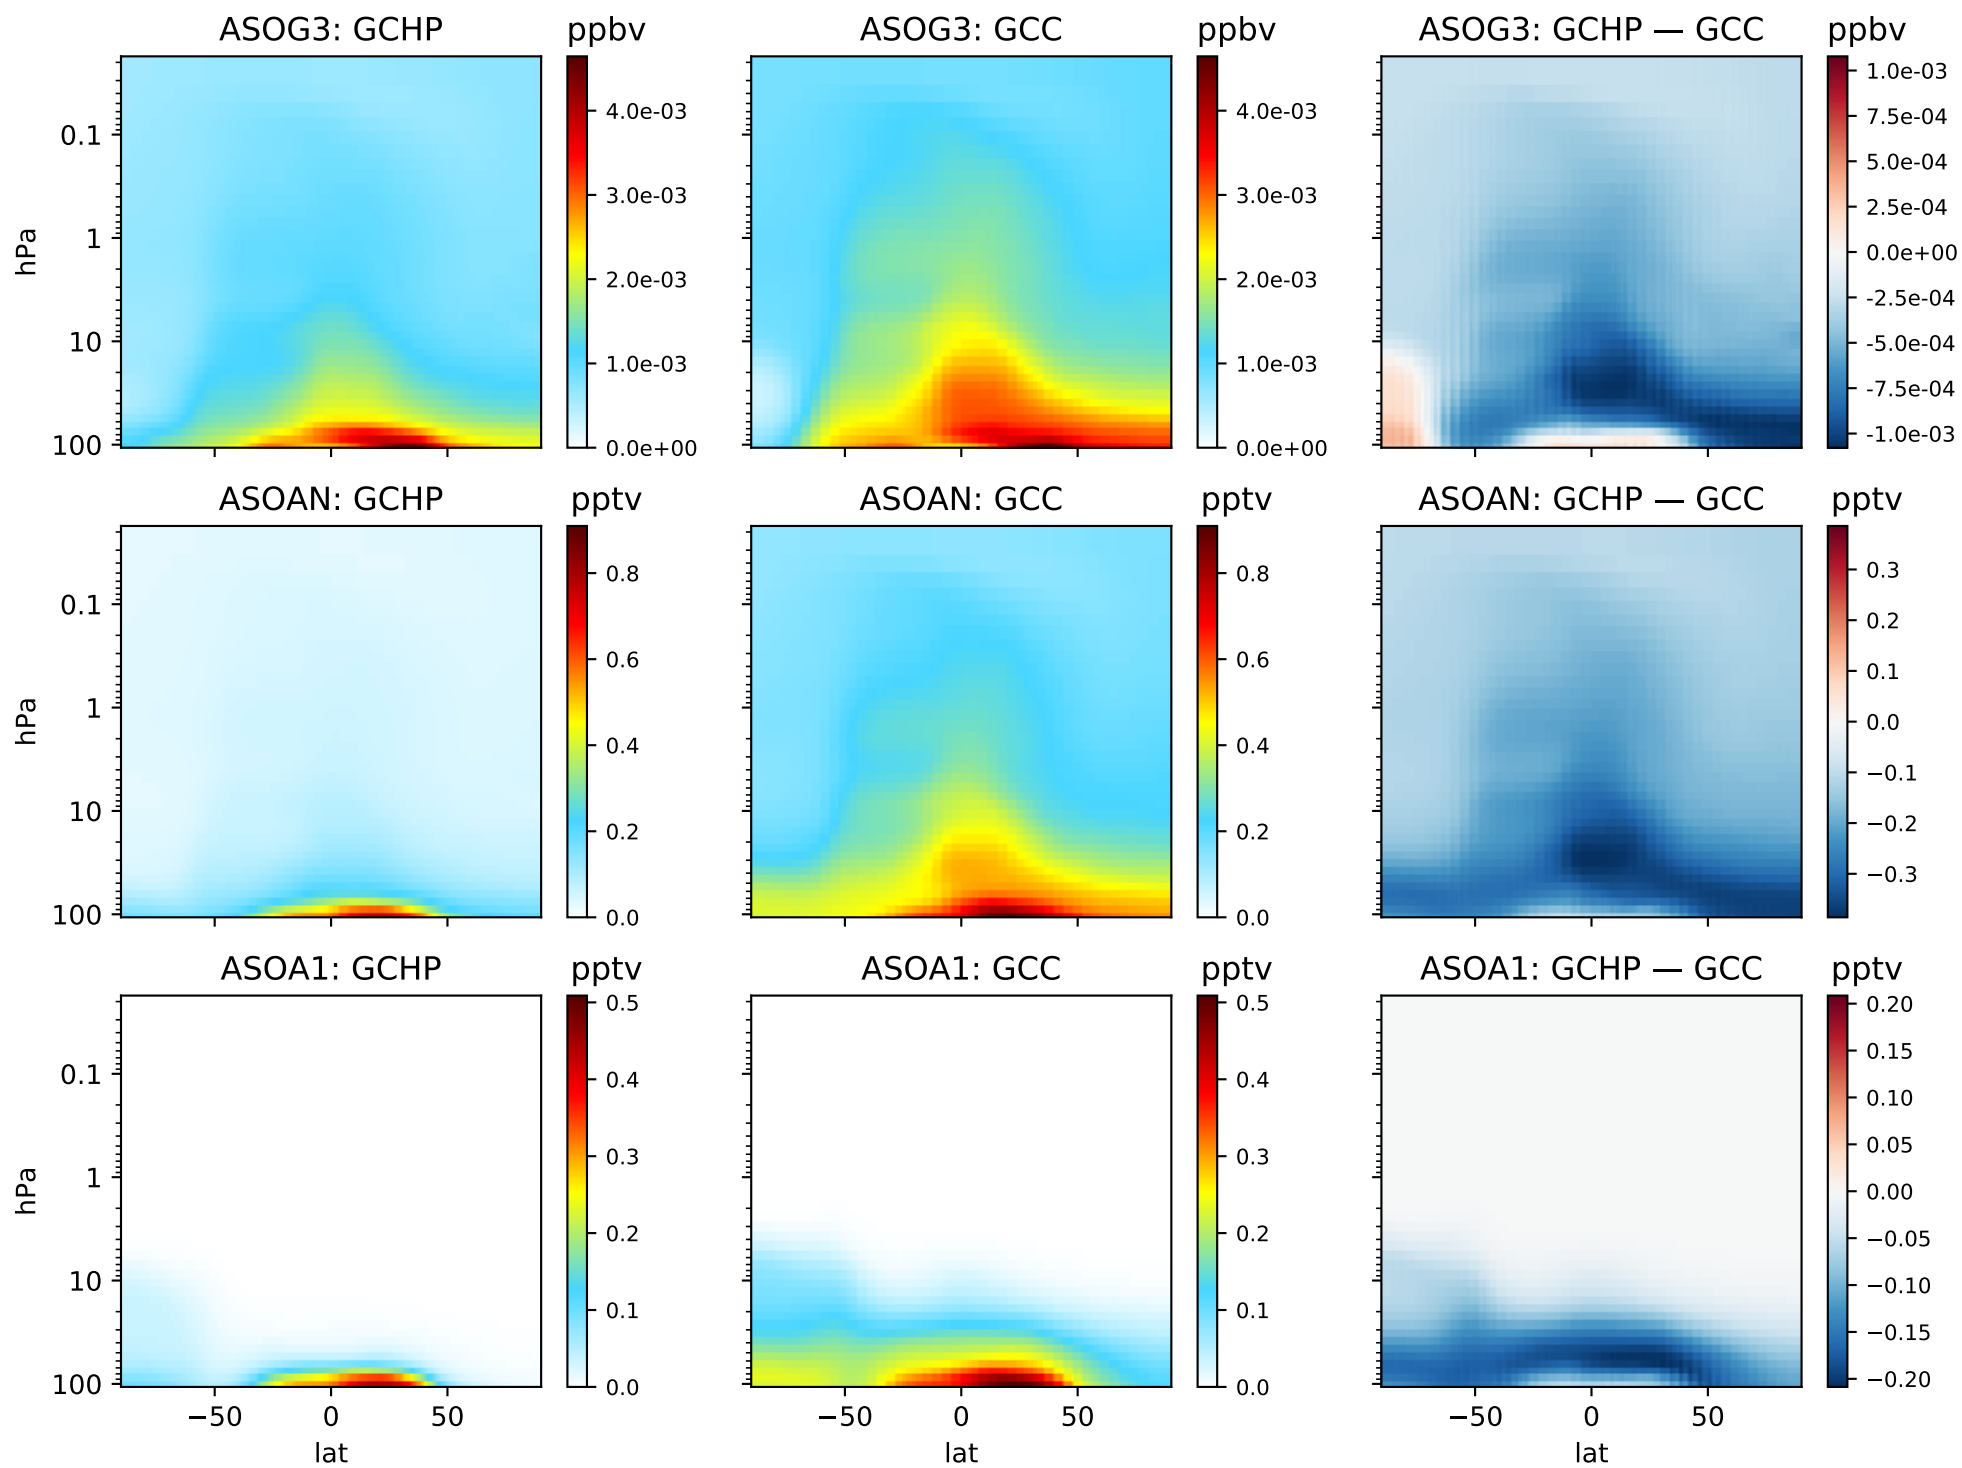 ASOG3: GCHP ppbv ASOG3: GCC ppbv ASOG3: GCHP — GCC ppbv
hPa
0.1
1
10
100
4.0e-03
3.0e-03
2.0e-03
1.0e-03
0.0e+00
4.0e-03
3.0e-03
2.0e-03
1.0e-03
0.0e+00
1.0e-03
7.5e-04
5.0e-04
2.5e-04
0.0e+00
-2.5e-04
-5.0e-04
-7.5e-04
-1.0e-03
ASOAN: GCHP pptv ASOAN: GCC pptv ASOAN: GCHP — GCC pptv
hPa
0.1
1
10
100
0.8
0.6
0.4
0.2
0.0
0.8
0.6
0.4
0.2
0.0
0.3
0.2
0.1
0.0
−0.1
−0.2
−0.3
ASOA1: GCHP pptv ASOA1: GCC pptv ASOA1: GCHP — GCC pptv
hPa
0.1
1
10
100
0.5
0.4
0.3
0.2
0.1
0.0
0.5
0.4
0.3
0.2
0.1
0.0
0.20
0.15
0.10
0.05
0.00
−0.05
−0.10
−0.15
−0.20
−50 0 50 −50 0 50 −50 0 50
lat lat lat